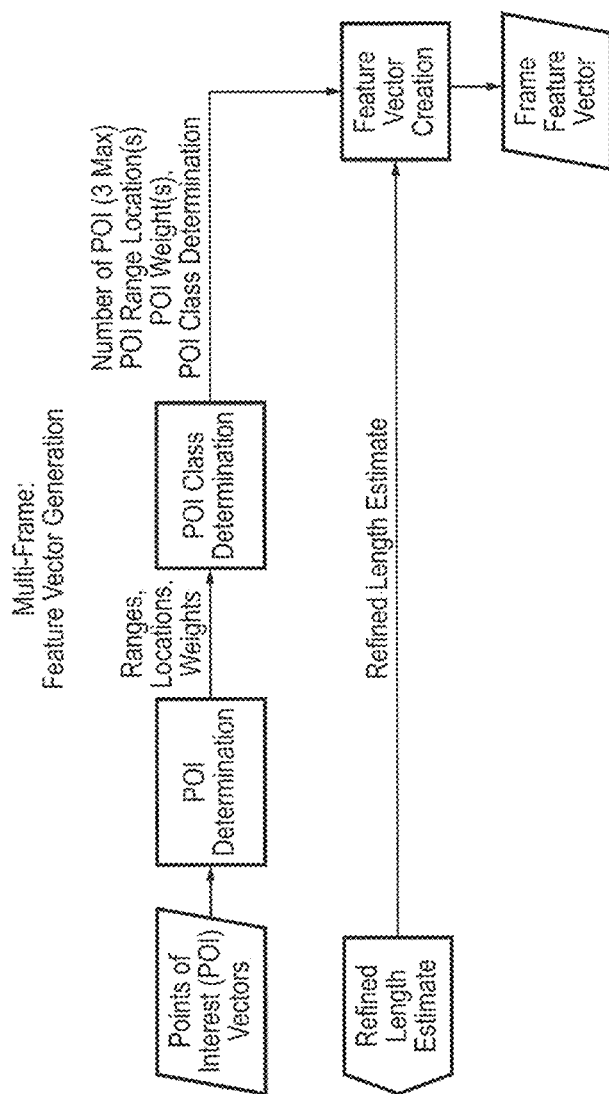 Multi-Frame:
Feature Vector Generation
Points of
Interest (POI)
Vectors
POI
Determination
Ranges,
Locations,
Weights
POI Class
Determination
Number of POI (3 Max)
POI Range Location(s)
POI Weight(s),
POI Class Determination
Refined
Length
Estimate
Refined Length Estimate
Feature
Vector
Creation
Frame
Feature
Vector